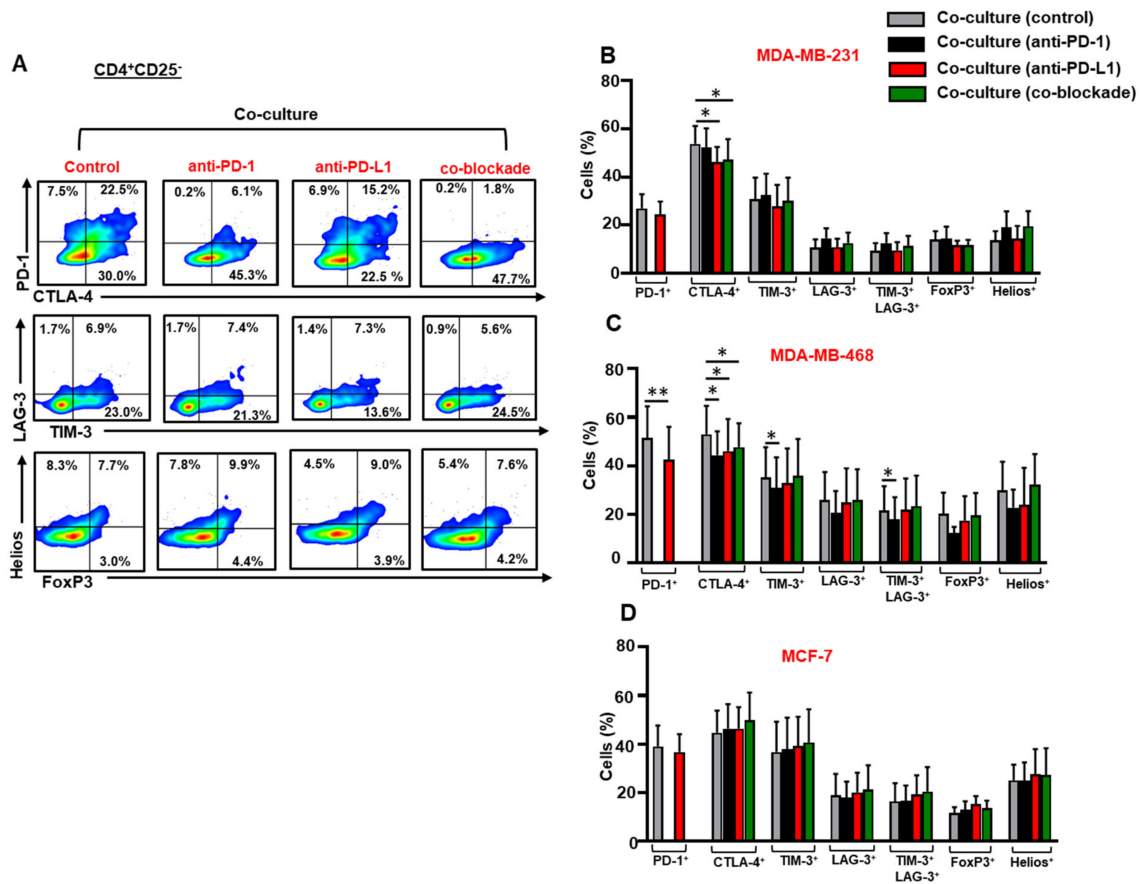 Co-culture (control)
Co-culture (anti-PD-1)
Co-culture (anti-PD-L1)
Co-culture (co-blockade)
A
CD4⁺CD25⁻
Co-culture
Control anti-PD-1 anti-PD-L1 co-blockade
7.5% 22.5% 0.2% 6.1% 6.9% 15.2% 0.2% 1.8%
30.0% 45.3% 22.5 % 47.7%
PD-1
CTLA-4
1.7% 6.9% 1.7% 7.4% 1.4% 7.3% 0.9% 5.6%
23.0% 21.3% 13.6% 24.5%
LAG-3
TIM-3
8.3% 7.7% 7.8% 9.9% 4.5% 9.0% 5.4% 7.6%
3.0% 4.4% 3.9% 4.2%
Helios
FoxP3
B
MDA-MB-231
Cells (%)
80
60
40
20
0
* *
PD-1⁺ CTLA-4⁺ TIM-3⁺ LAG-3⁺ TIM-3⁺ FoxP3⁺ Helios⁺
LAG-3⁺
C
MDA-MB-468
Cells (%)
80
60
40
20
0
** * * * * *
PD-1⁺ CTLA-4⁺ TIM-3⁺ LAG-3⁺ TIM-3⁺ FoxP3⁺ Helios⁺
LAG-3⁺
D
MCF-7
Cells (%)
80
60
40
20
0
PD-1⁺ CTLA-4⁺ TIM-3⁺ LAG-3⁺ TIM-3⁺ FoxP3⁺ Helios⁺
LAG-3⁺